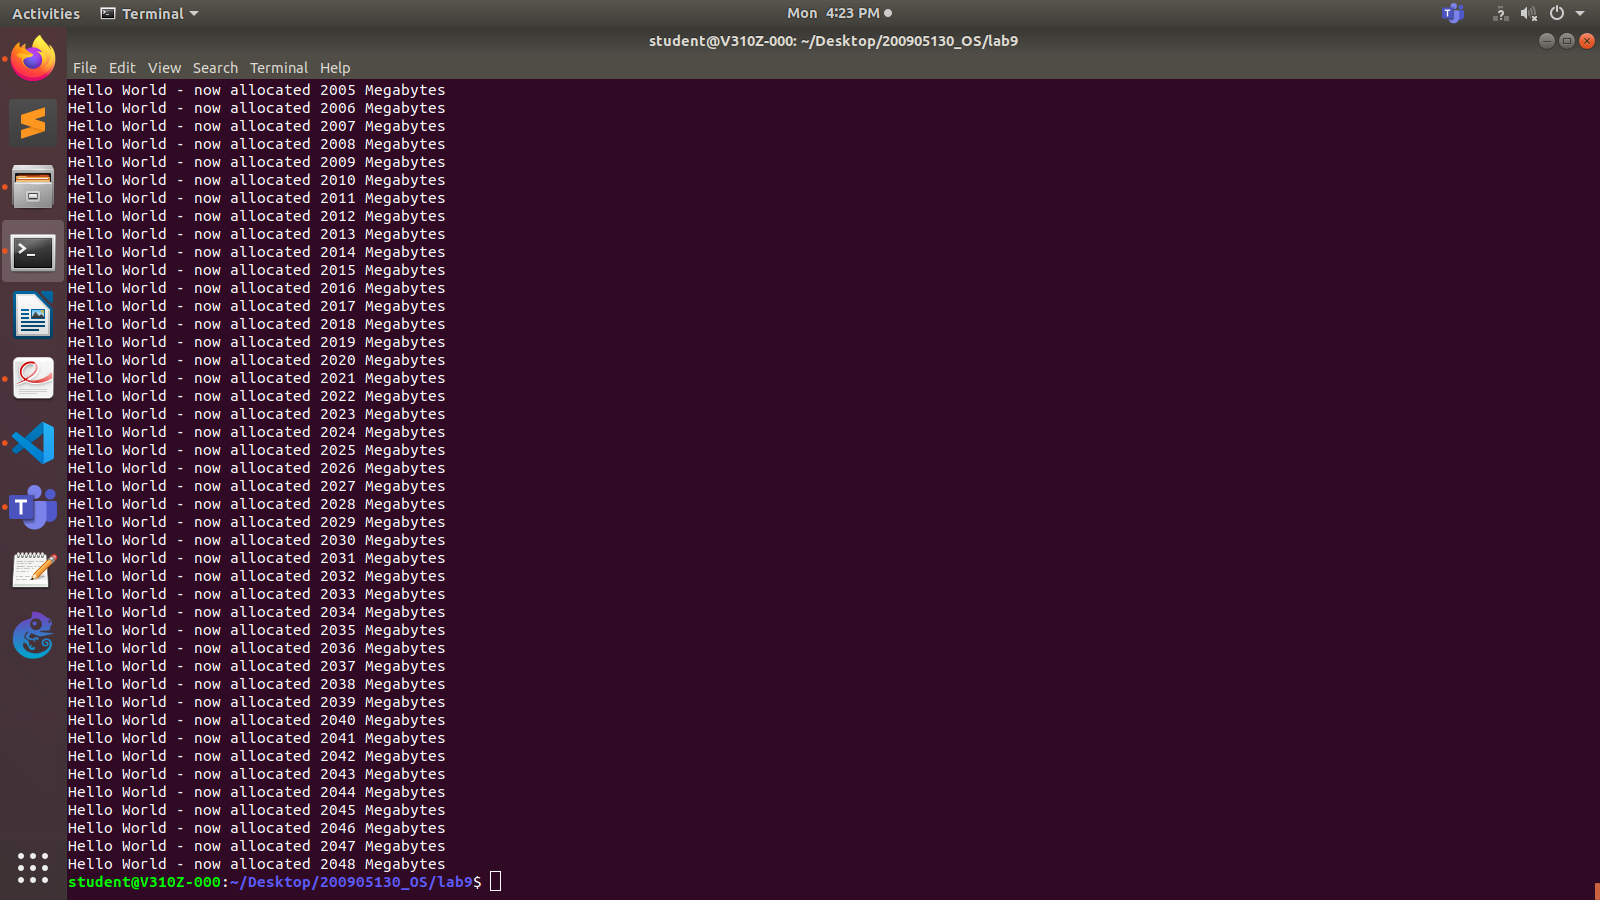 Activities Terminal Mon 4:23 PM
student@V310Z-000: ~/Desktop/200905130_OS/lab9
File Edit View Search Terminal Help
Hello World - now allocated 2005 Megabytes
Hello World - now allocated 2006 Megabytes
Hello World - now allocated 2007 Megabytes
Hello World - now allocated 2008 Megabytes
Hello World - now allocated 2009 Megabytes
Hello World - now allocated 2010 Megabytes
Hello World - now allocated 2011 Megabytes
Hello World - now allocated 2012 Megabytes
Hello World - now allocated 2013 Megabytes
Hello World - now allocated 2014 Megabytes
Hello World - now allocated 2015 Megabytes
Hello World - now allocated 2016 Megabytes
Hello World - now allocated 2017 Megabytes
Hello World - now allocated 2018 Megabytes
Hello World - now allocated 2019 Megabytes
Hello World - now allocated 2020 Megabytes
Hello World - now allocated 2021 Megabytes
Hello World - now allocated 2022 Megabytes
Hello World - now allocated 2023 Megabytes
Hello World - now allocated 2024 Megabytes
Hello World - now allocated 2025 Megabytes
Hello World - now allocated 2026 Megabytes
Hello World - now allocated 2027 Megabytes
Hello World - now allocated 2028 Megabytes
Hello World - now allocated 2029 Megabytes
Hello World - now allocated 2030 Megabytes
Hello World - now allocated 2031 Megabytes
Hello World - now allocated 2032 Megabytes
Hello World - now allocated 2033 Megabytes
Hello World - now allocated 2034 Megabytes
Hello World - now allocated 2035 Megabytes
Hello World - now allocated 2036 Megabytes
Hello World - now allocated 2037 Megabytes
Hello World - now allocated 2038 Megabytes
Hello World - now allocated 2039 Megabytes
Hello World - now allocated 2040 Megabytes
Hello World - now allocated 2041 Megabytes
Hello World - now allocated 2042 Megabytes
Hello World - now allocated 2043 Megabytes
Hello World - now allocated 2044 Megabytes
Hello World - now allocated 2045 Megabytes
Hello World - now allocated 2046 Megabytes
Hello World - now allocated 2047 Megabytes
Hello World - now allocated 2048 Megabytes
student@V310Z-000:~/Desktop/200905130_OS/lab9$